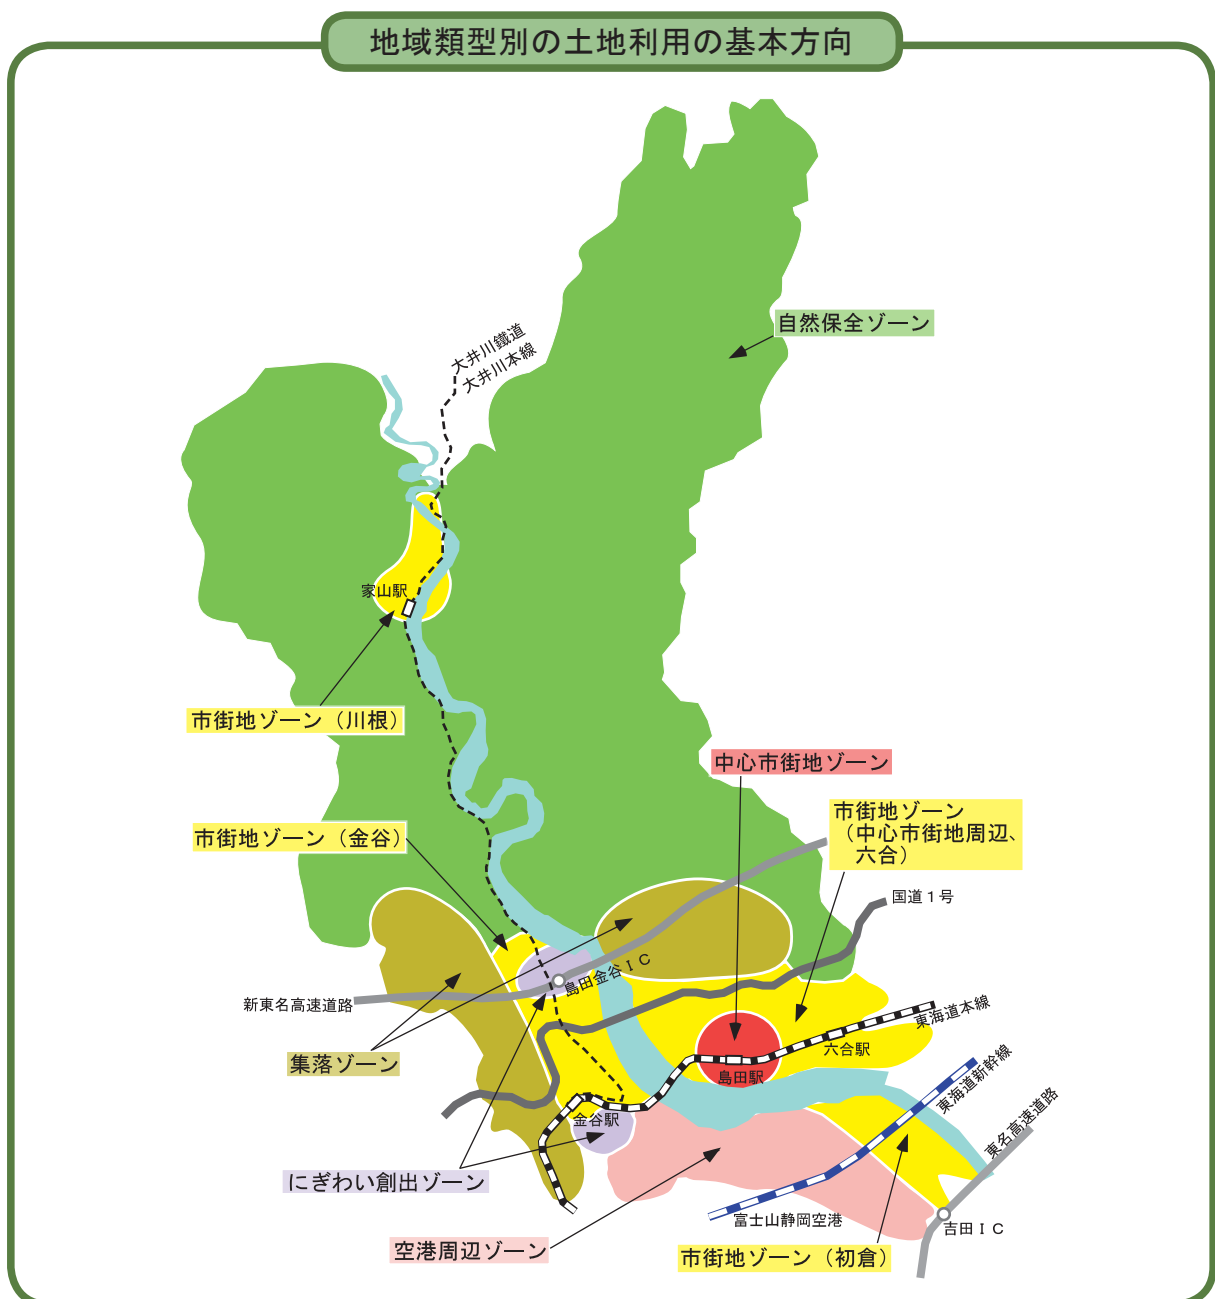 地域類型別の土地利用の基本方向
自然保全ゾーン
大井川鐵道
大井川本線
家山駅
市街地ゾーン（川根）
中心市街地ゾーン
市街地ゾーン
（中心市街地周辺、
六合）
市街地ゾーン（金谷）
国道１号
島田金谷ＩＣ
新東名高速道路
東海道本線
六合駅
集落ゾーン
島田駅
東海道新幹線
金谷駅
東名高速道路
にぎわい創出ゾーン
富士山静岡空港
吉田ＩＣ
空港周辺ゾーン
市街地ゾーン（初倉）